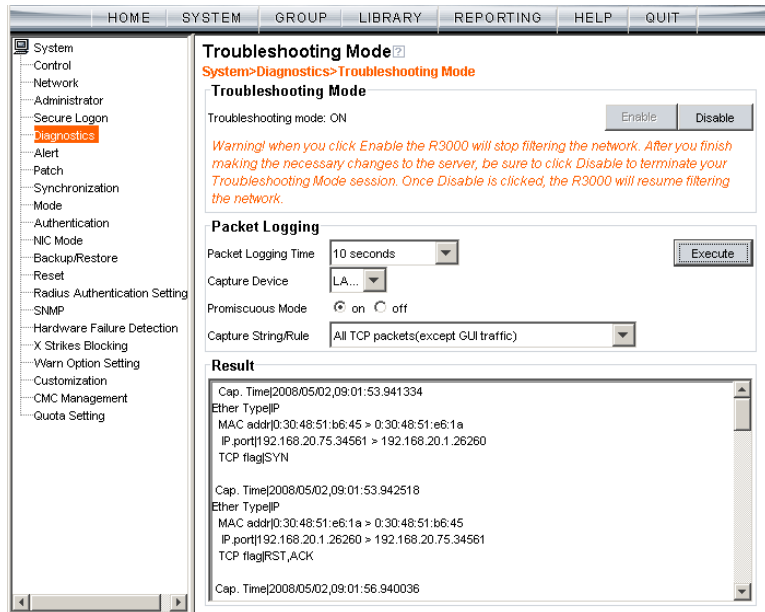 HOME SYSTEM GROUP LIBRARY REPORTING HELP QUIT
System
Control
Network
Administrator
Secure Logon
Diagnostics
Alert
Patch
Synchronization
Mode
Authentication
NIC Mode
Backup/Restore
Reset
Radius Authentication Setting
SNMP
Hardware Failure Detection
X Strikes Blocking
Warn Option Setting
Customization
CMC Management
Quota Setting
Troubleshooting Mode ?
System>Diagnostics>Troubleshooting Mode
Troubleshooting Mode
Troubleshooting mode: ON Enable Disable
Warning! when you click Enable the R3000 will stop filtering the network. After you finish
making the necessary changes to the server, be sure to click Disable to terminate your
Troubleshooting Mode session. Once Disable is clicked, the R3000 will resume filtering
the network.
Packet Logging
Packet Logging Time 10 seconds Execute
Capture Device LA...
Promiscuous Mode on off
Capture String/Rule All TCP packets(except GUI traffic)
Result
Cap. Time|2008/05/02,09:01:53.941334
Ether Type|IP
MAC addr|0:30:48:51:b6:45 > 0:30:48:51:e6:1a
IP.port|192.168.20.75.34561 > 192.168.20.1.26260
TCP flag|SYN
Cap. Time|2008/05/02,09:01:53.942518
Ether Type|IP
MAC addr|0:30:48:51:e6:1a > 0:30:48:51:b6:45
IP.port|192.168.20.1.26260 > 192.168.20.75.34561
TCP flag|RST,ACK
Cap. Time|2008/05/02,09:01:56.940036